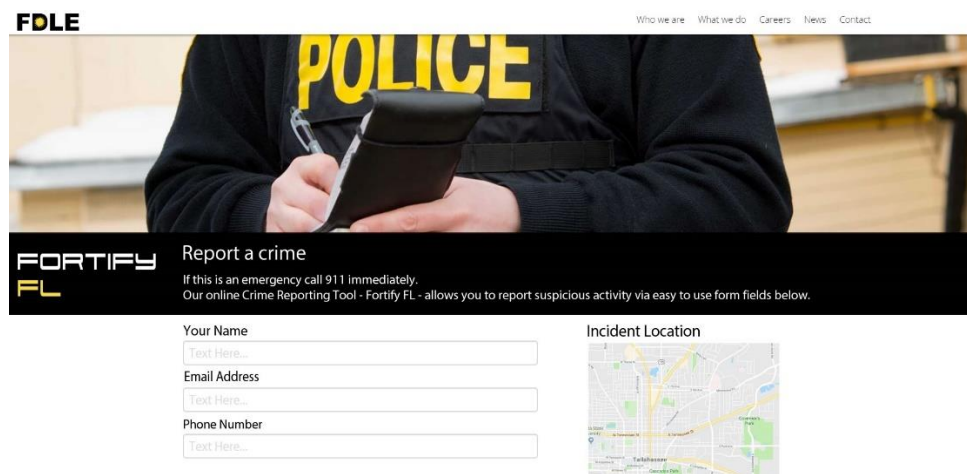 FDLE
Who we are What we do Careers News Contact
POLICE
FORTIFY
FL
Report a crime
If this is an emergency call 911 immediately.
Our online Crime Reporting Tool - Fortify FL - allows you to report suspicious activity via easy to use form fields below.
Your Name
Text Here...
Email Address
Text Here...
Phone Number
Text Here...
Incident Location
Tallahassee